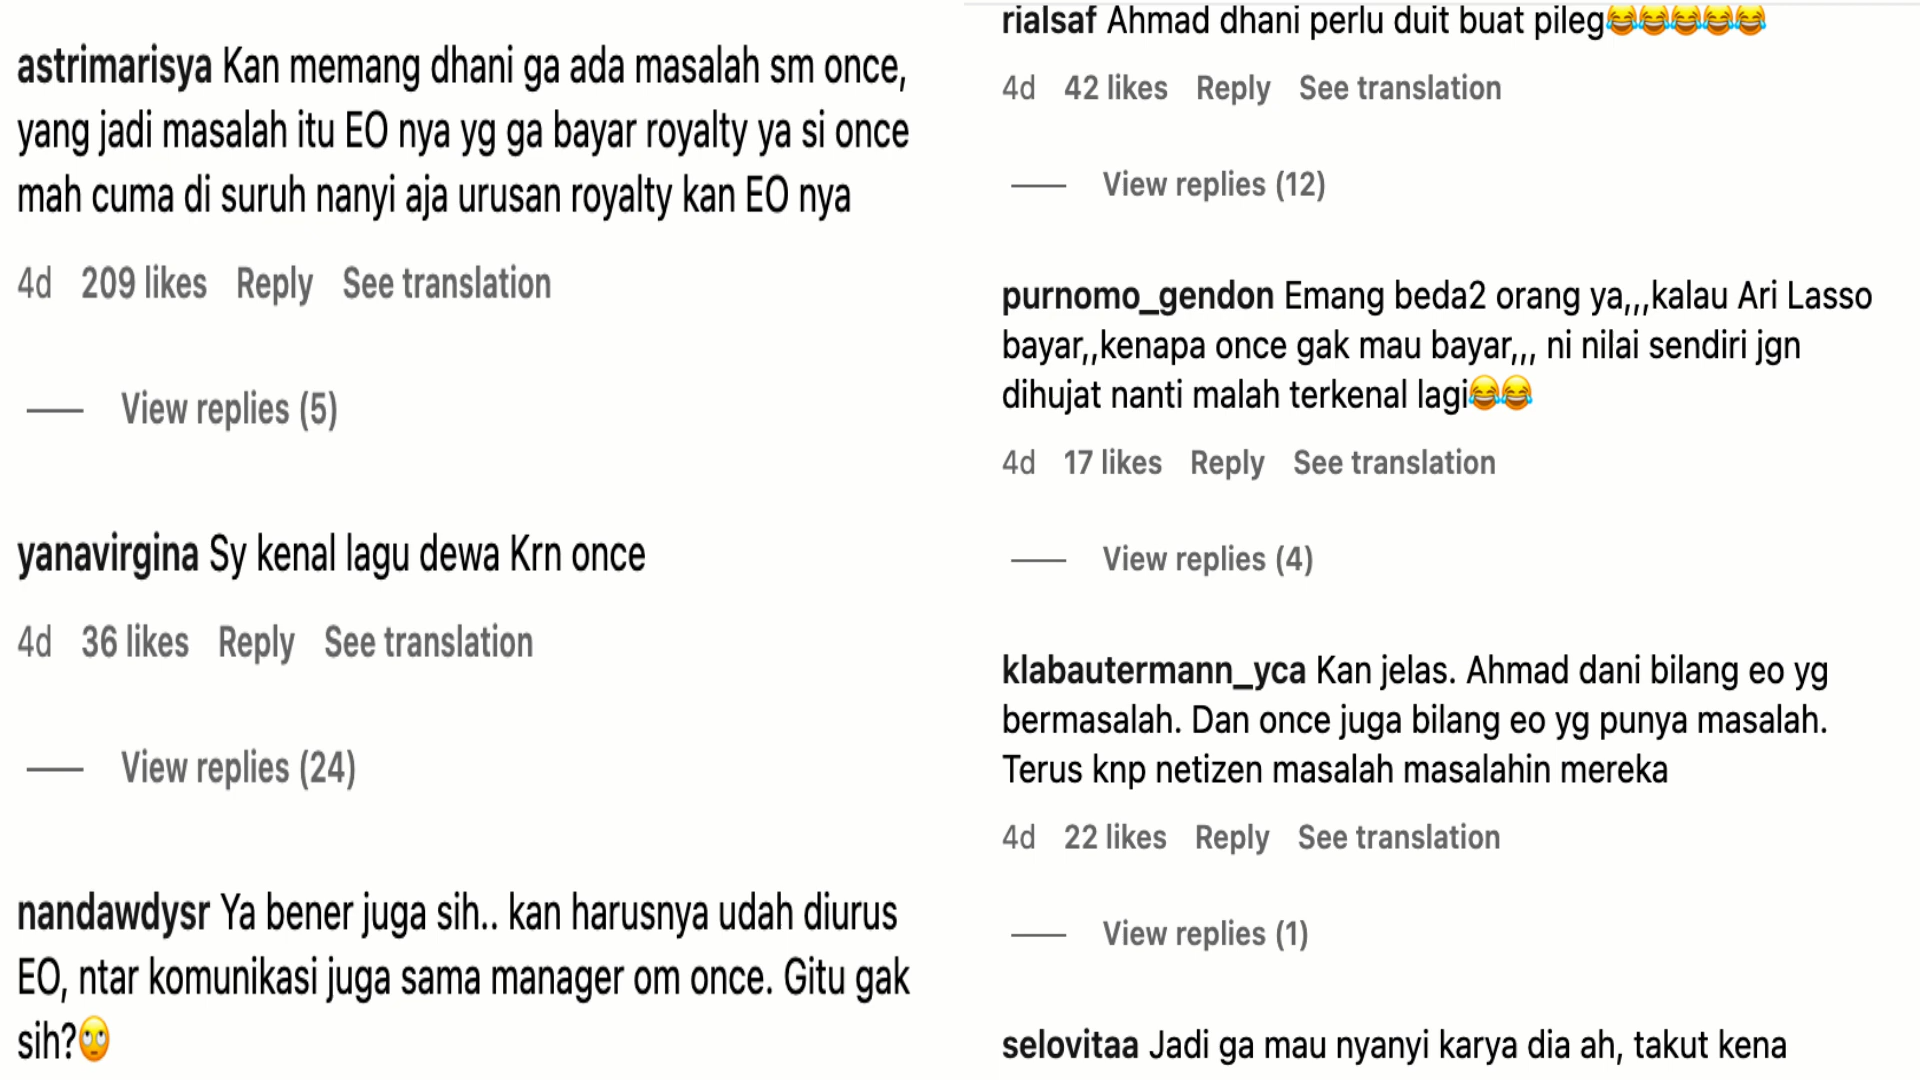 astrimarisya Kan memang dhani ga ada masalah sm once,
yang jadi masalah itu EO nya yg ga bayar royalty ya si once
mah cuma di suruh nanyi aja urusan royalty kan EO nya
4d 209 likes Reply See translation
View replies (5)
yanavirgina Sy kenal lagu dewa Krn once
4d 36 likes Reply See translation
View replies (24)
nandawdysr Ya bener juga sih.. kan harusnya udah diurus
EO, ntar komunikasi juga sama manager om once. Gitu gak
sih?🙄
rialsaf Ahmad dhani perlu duit buat pileg😂😂😂😂😂
4d 42 likes Reply See translation
View replies (12)
purnomo_gendon Emang beda2 orang ya,,,kalau Ari Lasso
bayar,,kenapa once gak mau bayar,,, ni nilai sendiri jgn
dihujat nanti malah terkenal lagi😂😂
4d 17 likes Reply See translation
View replies (4)
klabautermann_yca Kan jelas. Ahmad dani bilang eo yg
bermasalah. Dan once juga bilang eo yg punya masalah.
Terus knp netizen masalah masalahin mereka
4d 22 likes Reply See translation
View replies (1)
selovitaa Jadi ga mau nyanyi karya dia ah, takut kena